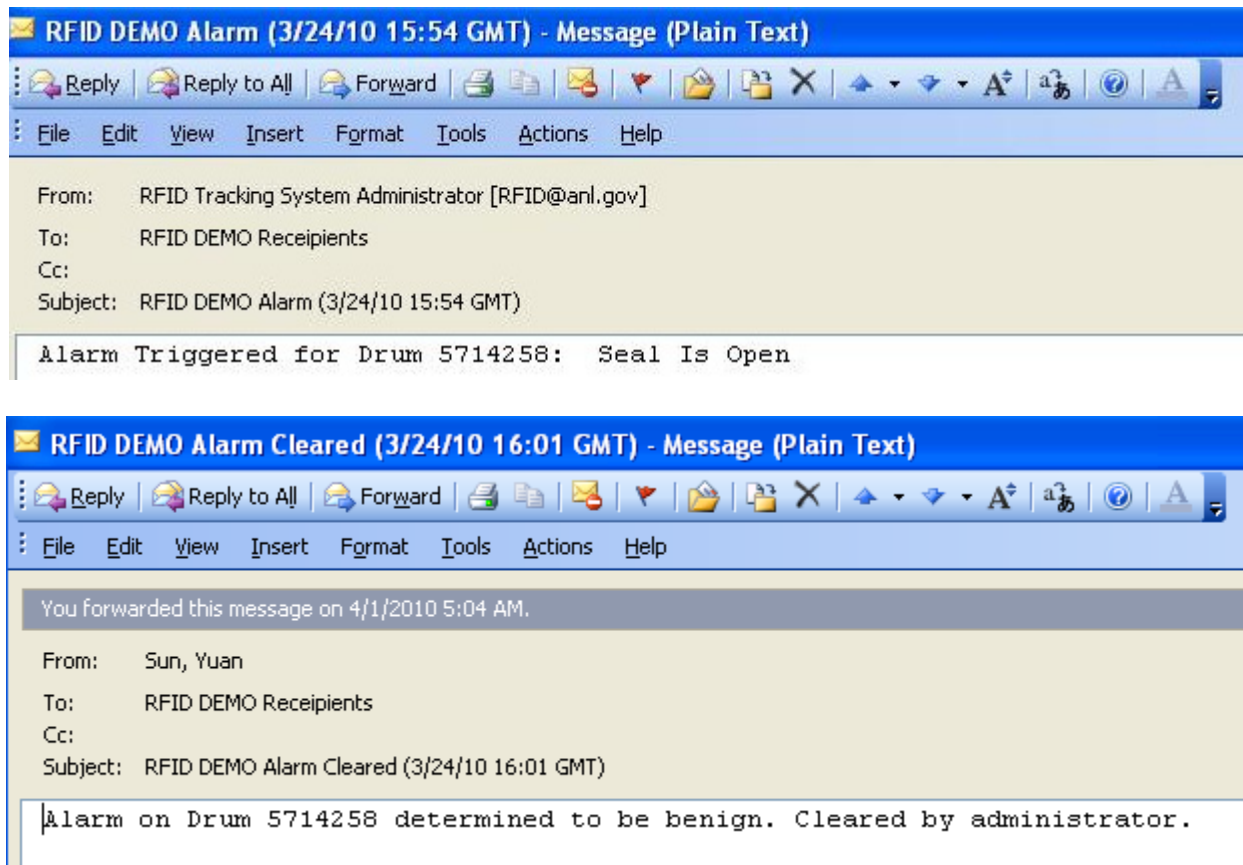 RFID DEMO Alarm (3/24/10 15:54 GMT) - Message (Plain Text)
Reply Reply to All Forward
File Edit View Insert Format Tools Actions Help
From: RFID Tracking System Administrator [RFID@anl.gov]
To: RFID DEMO Receipients
Cc:
Subject: RFID DEMO Alarm (3/24/10 15:54 GMT)
Alarm Triggered for Drum 5714258: Seal Is Open
RFID DEMO Alarm Cleared (3/24/10 16:01 GMT) - Message (Plain Text)
Reply Reply to All Forward
File Edit View Insert Format Tools Actions Help
You forwarded this message on 4/1/2010 5:04 AM.
From: Sun, Yuan
To: RFID DEMO Receipients
Cc:
Subject: RFID DEMO Alarm Cleared (3/24/10 16:01 GMT)
Alarm on Drum 5714258 determined to be benign. Cleared by administrator.